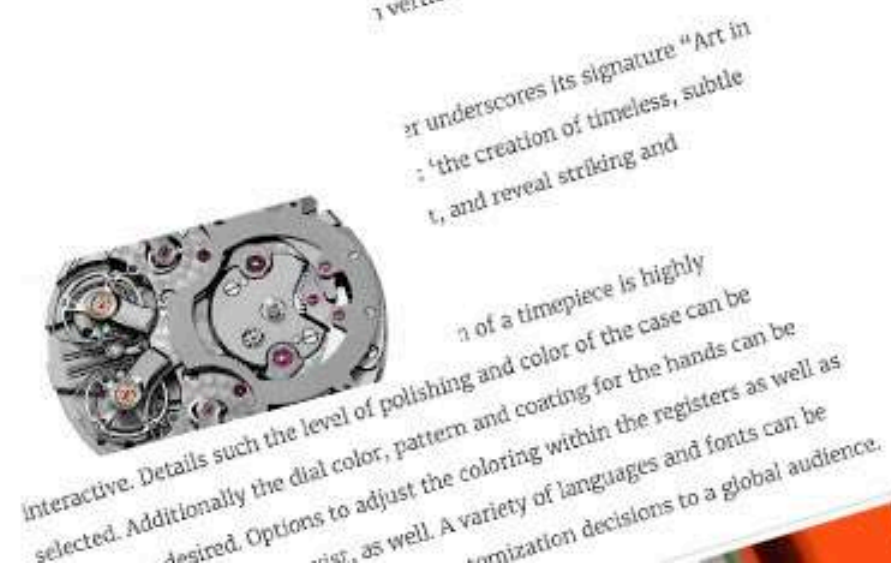 er underscores its signature “Art in
: ‘the creation of timeless, subtle
t, and reveal striking and
n of a timepiece is highly
interactive. Details such the level of polishing and color of the case can be
selected. Additionally the dial color, pattern and coating for the hands can be
desired. Options to adjust the coloring within the registers as well as
, as well. A variety of languages and fonts can be
tomization decisions to a global audience.